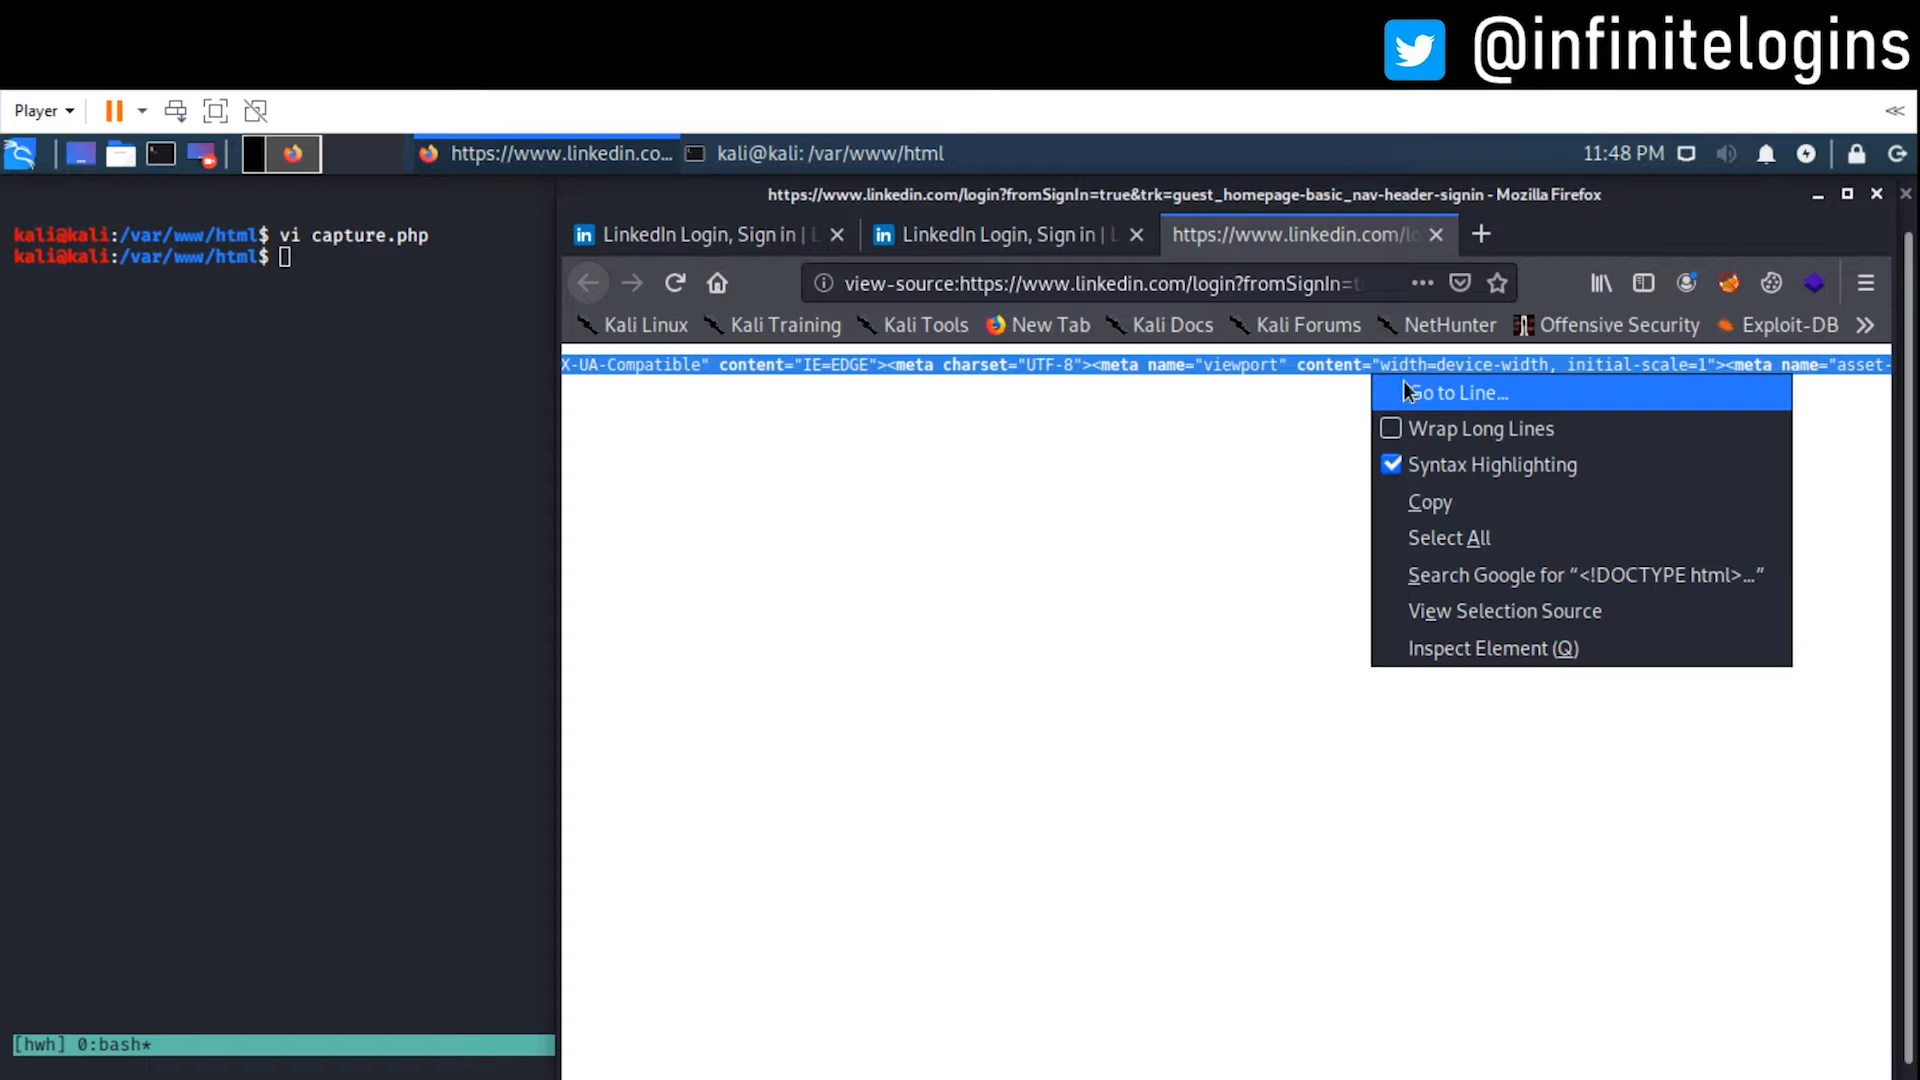 @infinitelogins
Player
https://www.linkedin.co... kali@kali: /var/www/html 11:48 PM
https://www.linkedin.com/login?fromSignIn=true&trk=guest_homepage-basic_nav-header-signin - Mozilla Firefox
kali@kali:/var/www/html$ vi capture.php
kali@kali:/var/www/html$
LinkedIn Login, Sign in | L LinkedIn Login, Sign in | L https://www.linkedin.com/lo
view-source:https://www.linkedin.com/login?fromSignIn=t
Kali Linux Kali Training Kali Tools New Tab Kali Docs Kali Forums NetHunter Offensive Security Exploit-DB
X-UA-Compatible" content="IE=EDGE"><meta charset="UTF-8"><meta name="viewport" content="width=device-width, initial-scale=1"><meta name="asset-
Go to Line...
Wrap Long Lines
Syntax Highlighting
Copy
Select All
Search Google for “<!DOCTYPE html>...”
View Selection Source
Inspect Element (Q)
[hwh] 0:bash*